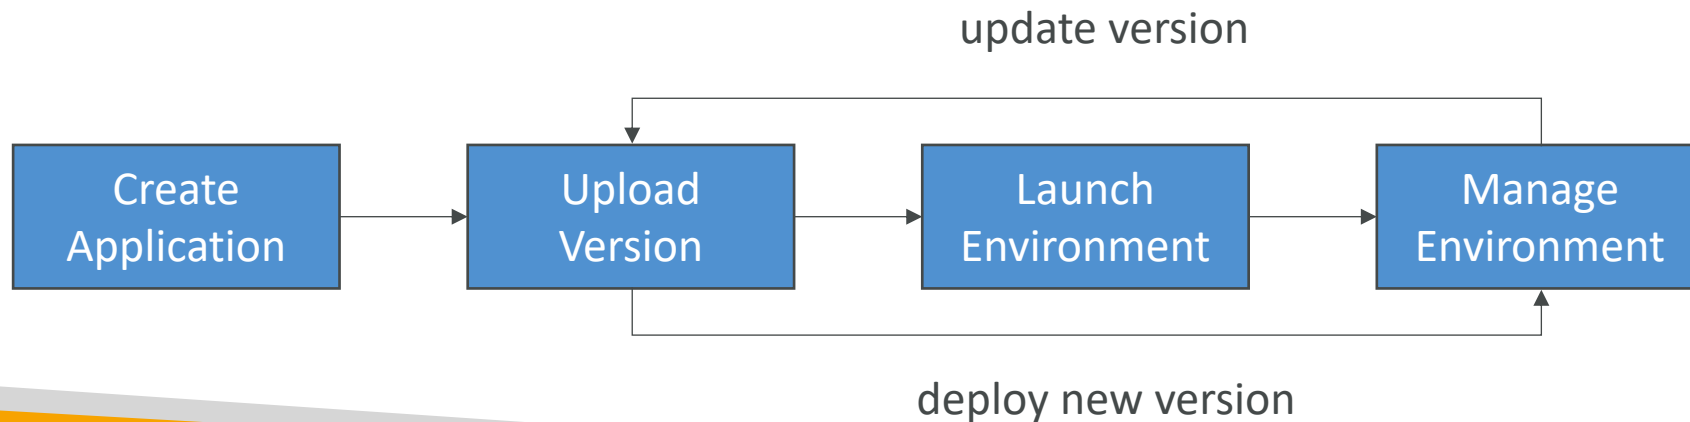 update version
Create
Application
Upload
Version
Launch
Environment
Manage
Environment
deploy new version